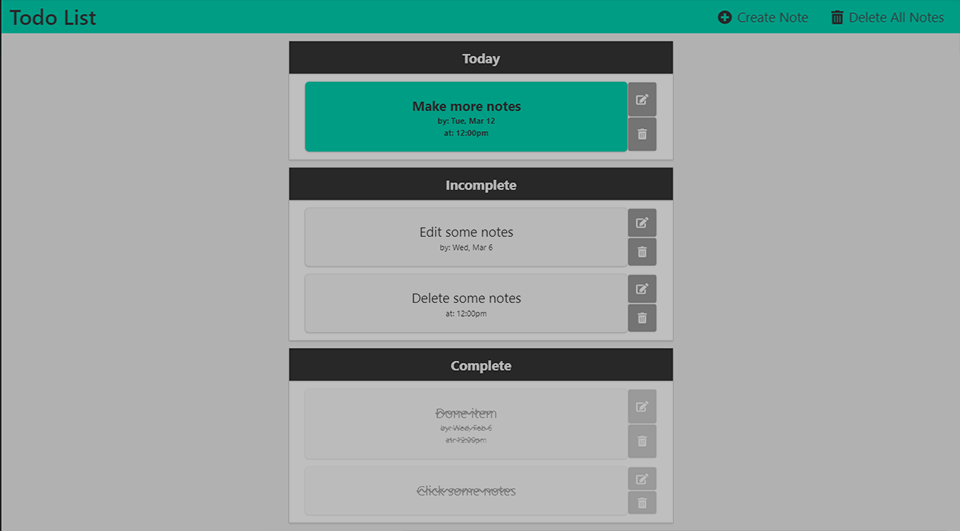 Todo List
Create Note
Delete All Notes
Today
Make more notes
by: Tue, Mar 12
at: 12:00pm
Incomplete
Edit some notes
by: Wed, Mar 6
Delete some notes
at: 12:00pm
Complete
Done item
by: Wed, Feb 6
at:
Click some notes